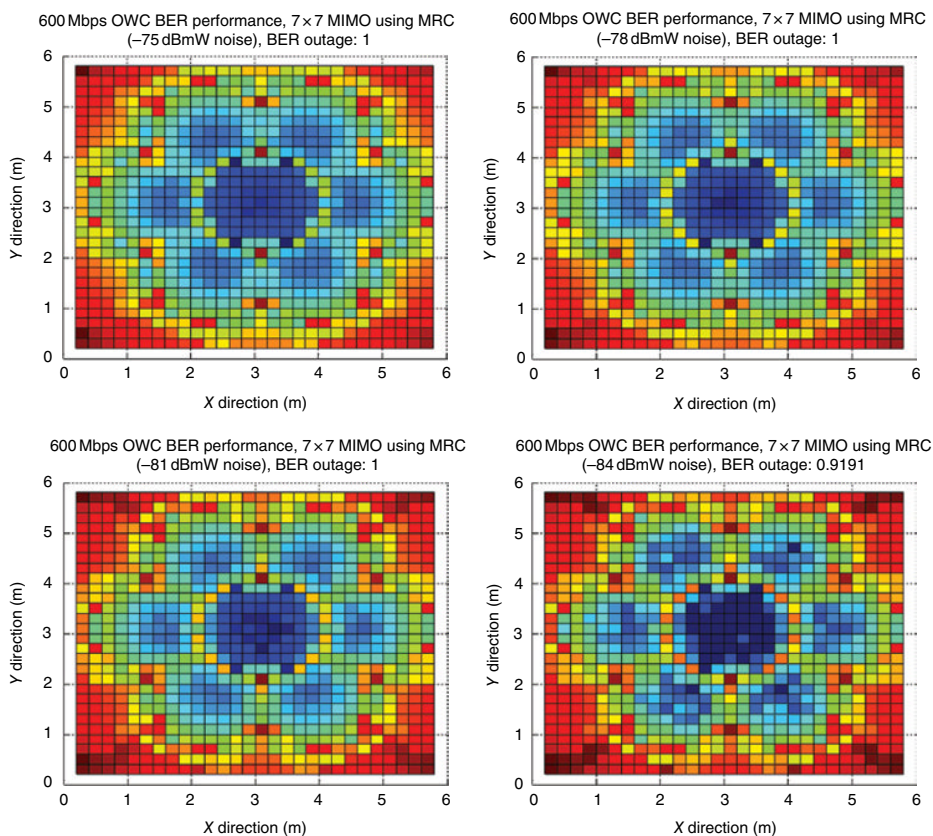 600 Mbps OWC BER performance, 7×7 MIMO using MRC
(–75 dBmW noise), BER outage: 1
6
5
4
3
2
1
0
Y direction (m)
0 1 2 3 4 5 6
X direction (m)
600 Mbps OWC BER performance, 7×7 MIMO using MRC
(–78 dBmW noise), BER outage: 1
6
5
4
3
2
1
0
Y direction (m)
0 1 2 3 4 5 6
X direction (m)
600 Mbps OWC BER performance, 7×7 MIMO using MRC
(–81 dBmW noise), BER outage: 1
6
5
4
3
2
1
0
Y direction (m)
0 1 2 3 4 5 6
X direction (m)
600 Mbps OWC BER performance, 7×7 MIMO using MRC
(–84 dBmW noise), BER outage: 0.9191
6
5
4
3
2
1
0
Y direction (m)
0 1 2 3 4 5 6
X direction (m)